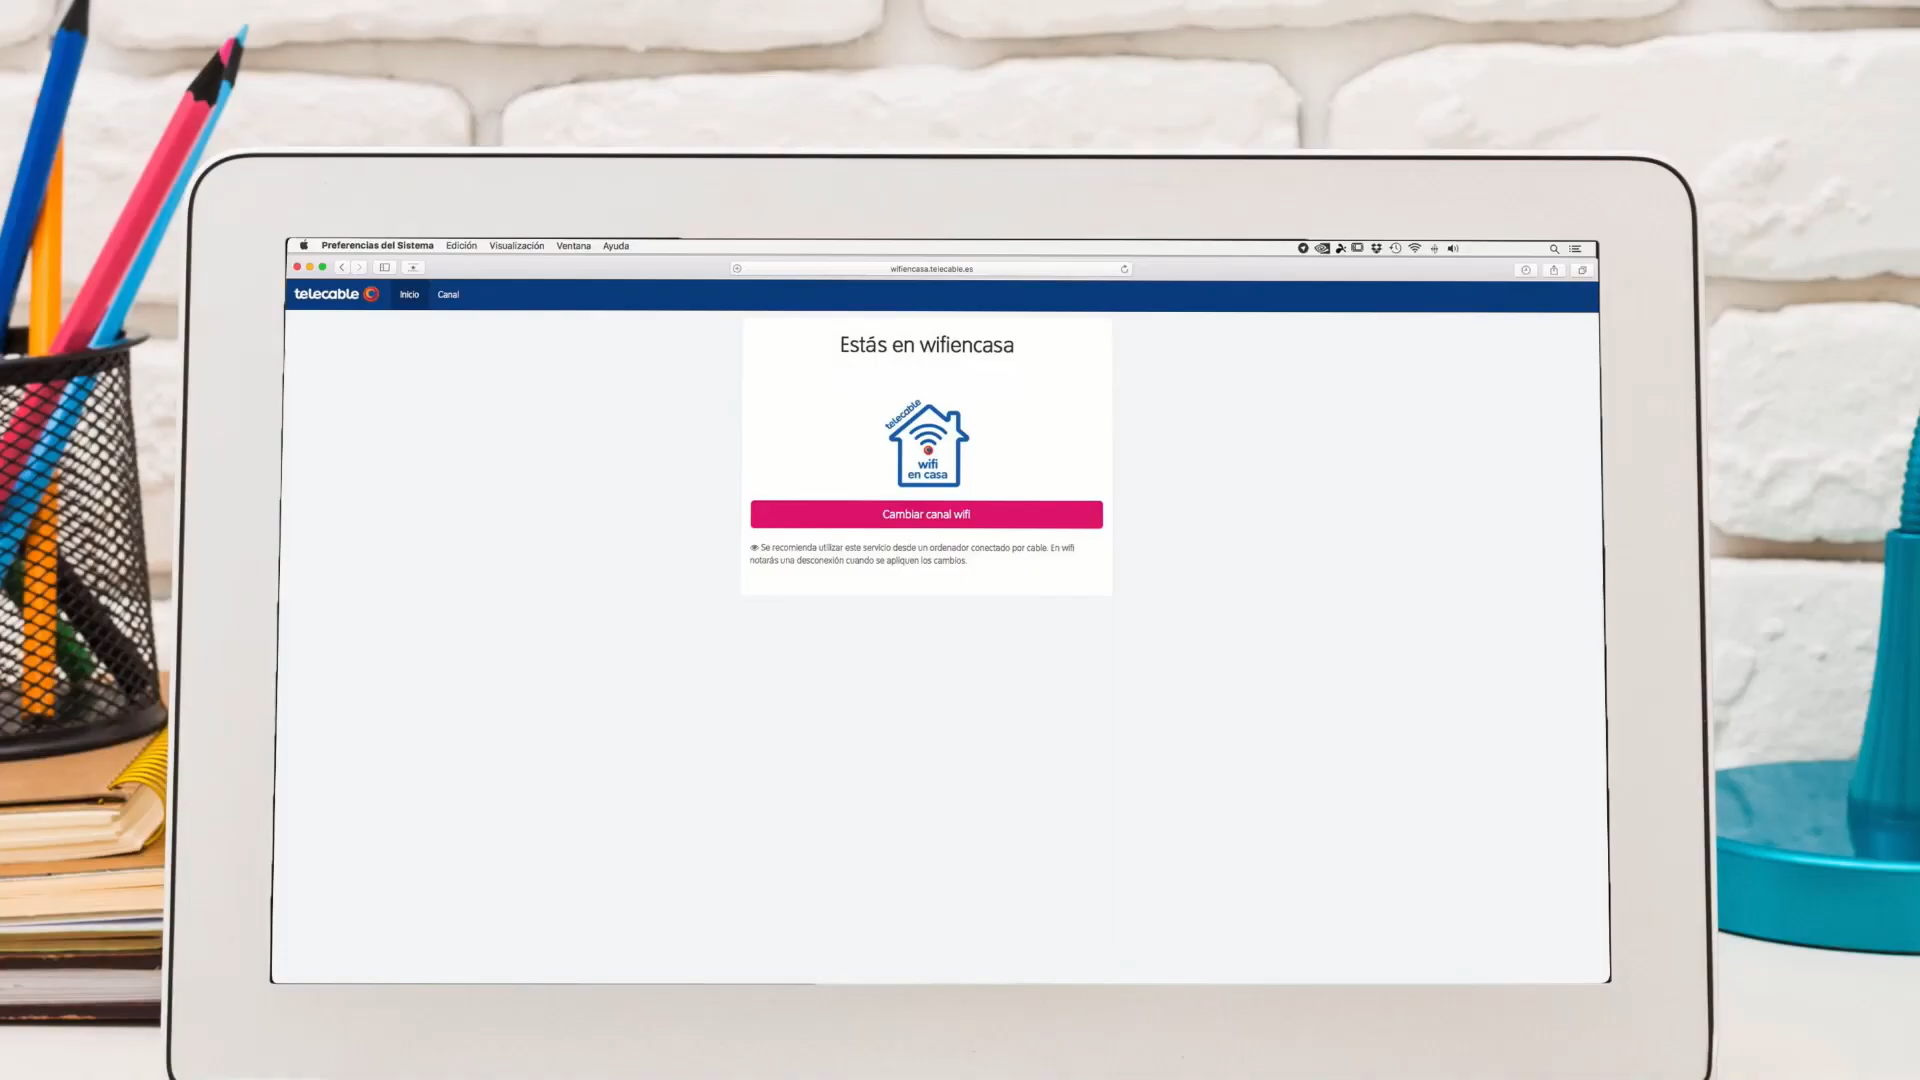 Preferencias del Sistema Edición Visualización Ventana Ayuda
wifiencasa.telecable.es
telecable Inicio Canal
Estás en wifiencasa
telecable
wifi
en casa
Cambiar canal wifi
Se recomienda utilizar este servicio desde un ordenador conectado por cable. En wifi
notarás una desconexión cuando se apliquen los cambios.